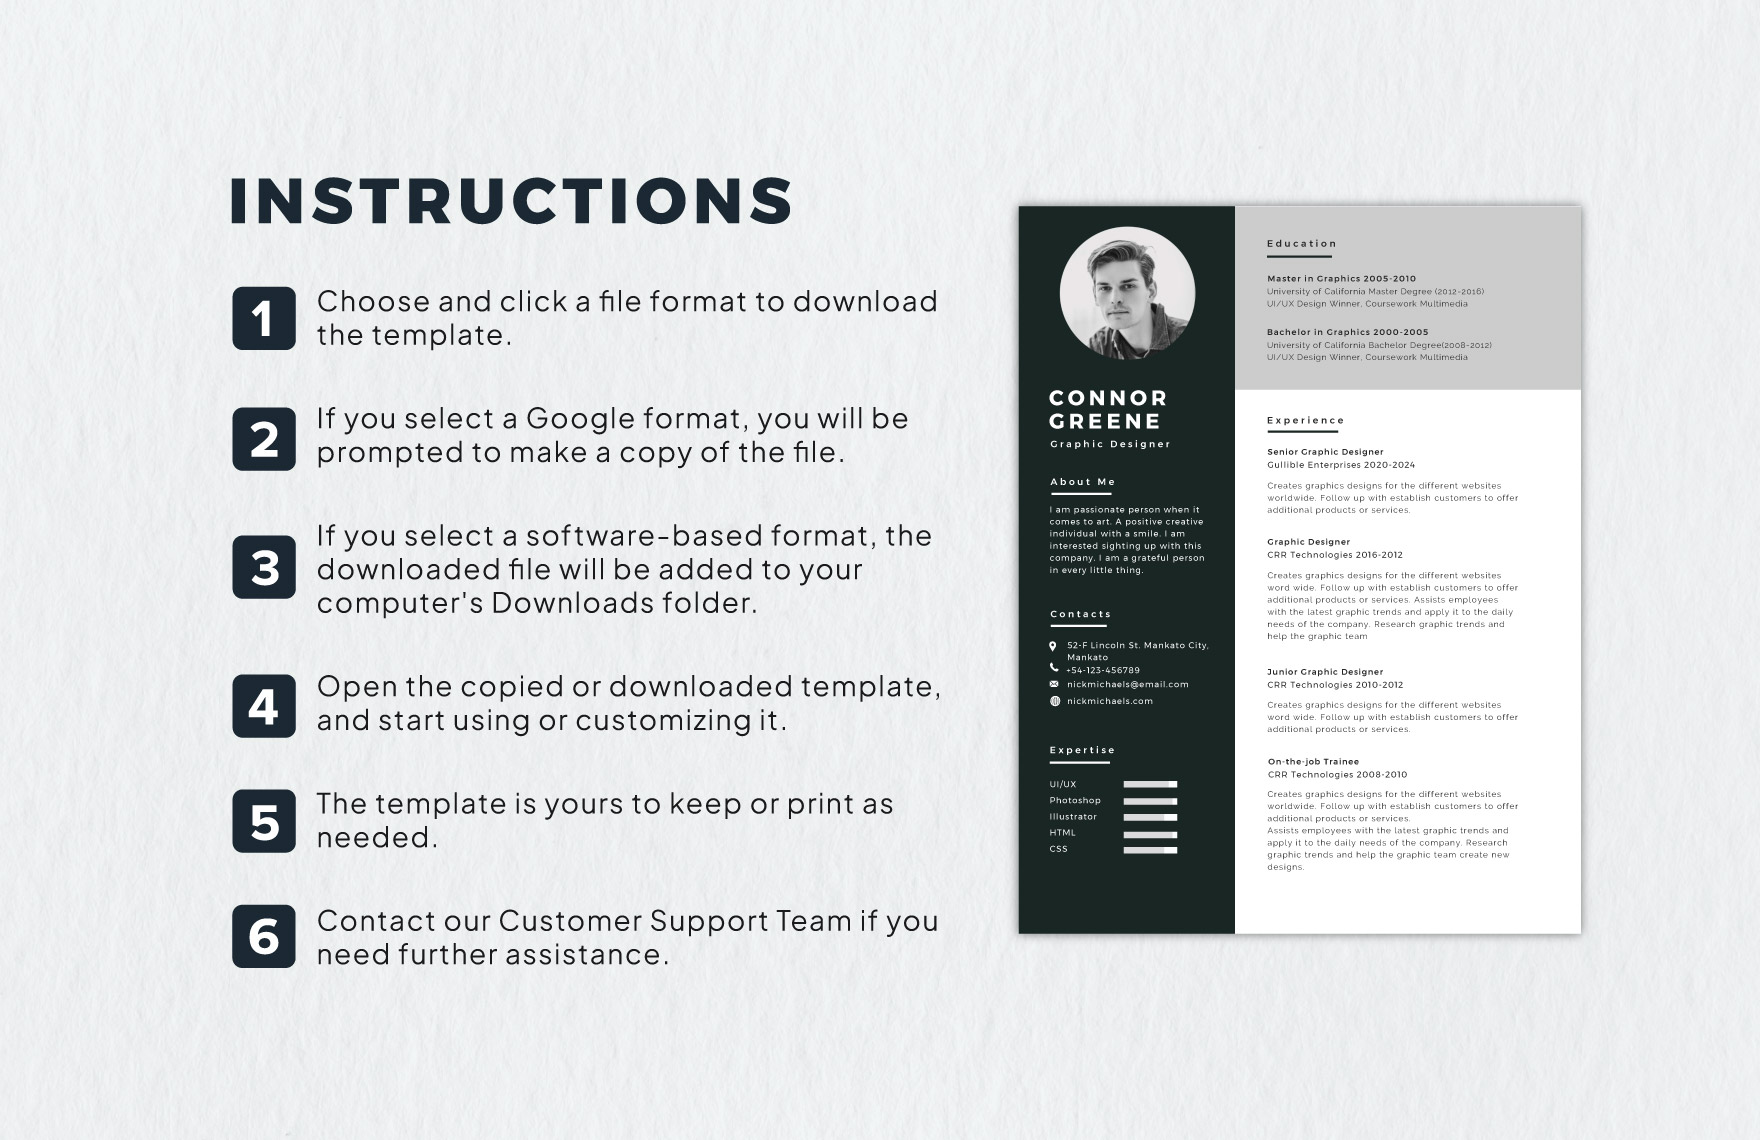 INSTRUCTIONS
1
Choose and click a file format to download
the template.
2
If you select a Google format, you will be
prompted to make a copy of the file.
3
If you select a software-based format, the
downloaded file will be added to your
computer's Downloads folder.
4
Open the copied or downloaded template,
and start using or customizing it.
5
The template is yours to keep or print as
needed.
6
Contact our Customer Support Team if you
need further assistance.
CONNOR
GREENE
Graphic Designer
About Me
I am passionate person when it
comes to art. A positive creative
individual with a smile. I am
interested sighting up with this
company. I am a grateful person
in every little thing.
Contacts
52-F Lincoln St. Mankato City,
Mankato
+54-123-456789
nickmichaels@email.com
nickmichaels.com
Expertise
UI/UX
Photoshop
Illustrator
HTML
CSS
Education
Master in Graphics 2005-2010
University of California Master Degree (2012-2016)
UI/UX Design Winner, Coursework Multimedia
Bachelor in Graphics 2000-2005
University of California Bachelor Degree(2008-2012)
UI/UX Design Winner, Coursework Multimedia
Experience
Senior Graphic Designer
Gullible Enterprises 2020-2024
Creates graphics designs for the different websites
worldwide. Follow up with establish customers to offer
additional products or services.
Graphic Designer
CRR Technologies 2016-2012
Creates graphics designs for the different websites
word wide. Follow up with establish customers to offer
additional products or services. Assists employees
with the latest graphic trends and apply it to the daily
needs of the company. Research graphic trends and
help the graphic team
Junior Graphic Designer
CRR Technologies 2010-2012
Creates graphics designs for the different websites
word wide. Follow up with establish customers to offer
additional products or services.
On-the-job Trainee
CRR Technologies 2008-2010
Creates graphics designs for the different websites
worldwide. Follow up with establish customers to offer
additional products or services.
Assists employees with the latest graphic trends and
apply it to the daily needs of the company. Research
graphic trends and help the graphic team create new
designs.